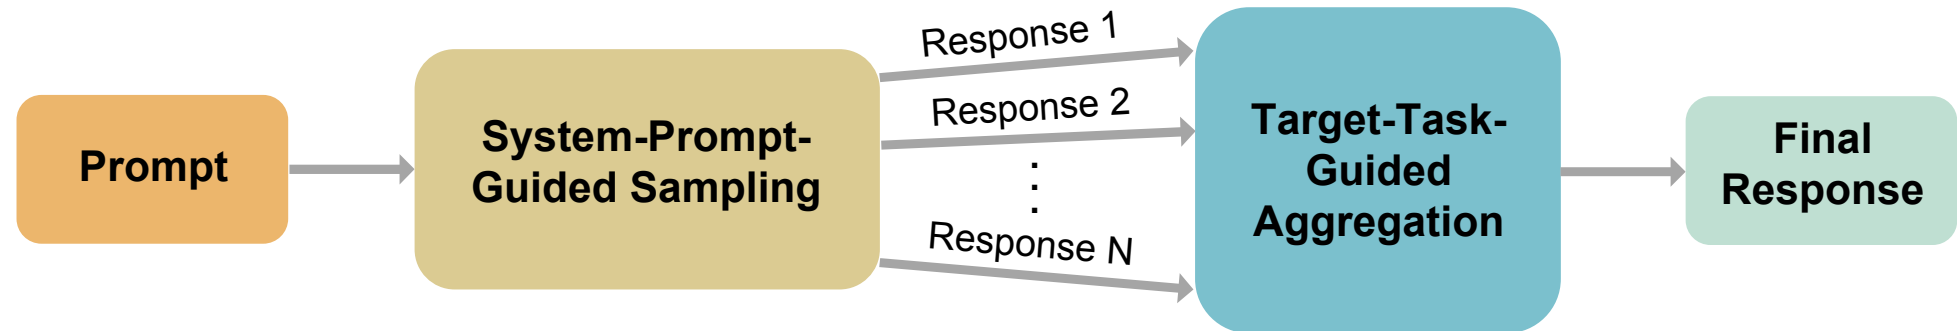 Prompt
System-Prompt-
Guided Sampling
Response 1
Response 2
Response N
Target-Task-
Guided
Aggregation
Final
Response